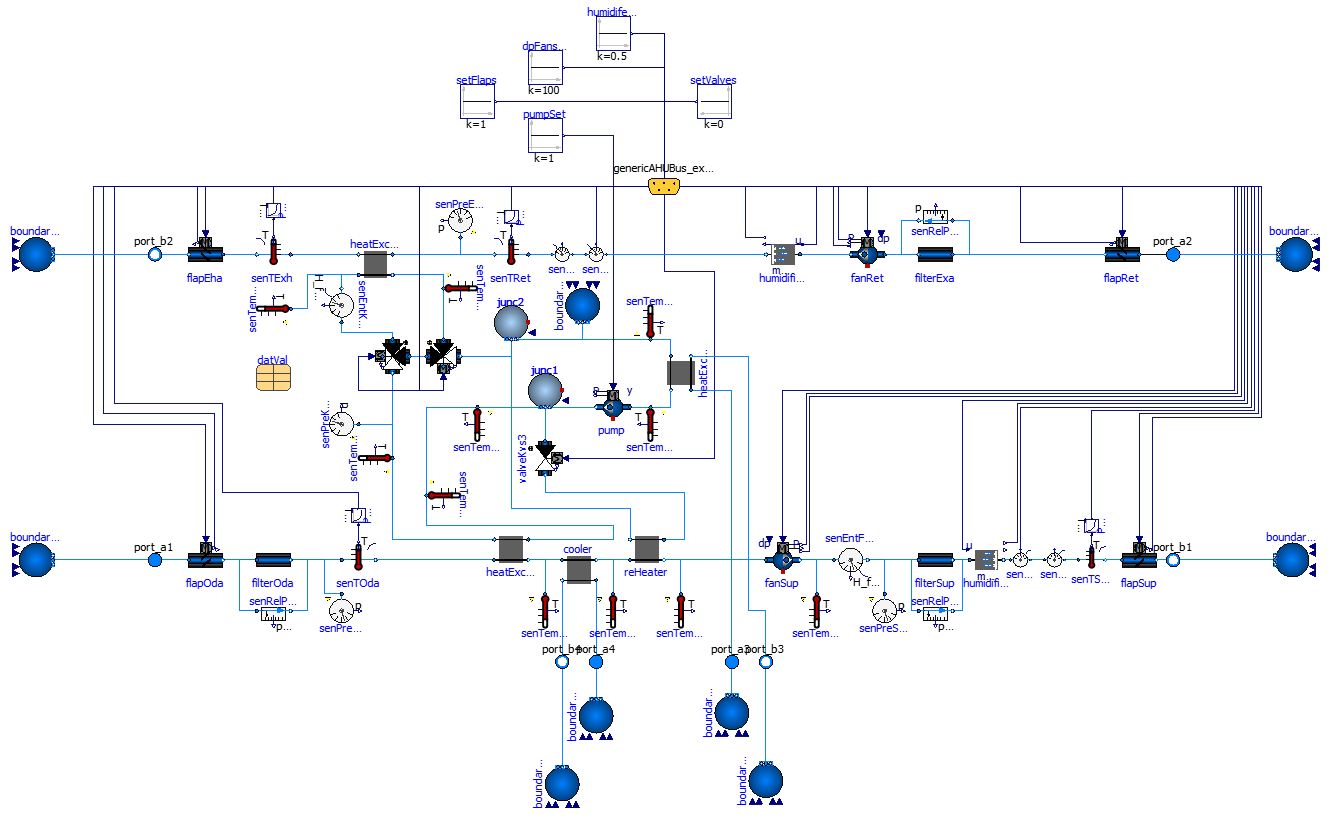 humidife...
k=0.5
dpFans...
k=100
setFlaps
k=1
setValves
k=0
pumpSet
k=1
genericAHUBus_ex...
boundar...
port_b2
flapEha
senTExh
heatExc...
senPreE...
p
senTRet
sen...
sen...
m...
u
humidifi...
p
dp
fanRet
p
senRelP...
filterExa
flapRet
port_a2
boundar...
T
senTem...
H_f...
senEntK...
senTem...
T
junc2
boundar...
senTem...
T
datVal
junc1
heatExc...
p
y
pump
senPreK...
p
senTem...
T
senTem...
T
senTem...
T
valveKvs3
senTem...
T
boundar...
port_a1
flapOda
filterOda
senRelP...
p...
senTOda
T
senPre...
p
heatExc...
cooler
reHeater
senTem...
T
senTem...
T
senTem...
T
dp
p
fanSup
senTem...
T
senEntF...
H_f...
senPreS...
p
filterSup
senRelP...
p...
u
m...
humidifi...
sen...
sen...
senTS...
T
flapSup
port_b1
boundar...
port_b4
port_a4
port_a3
port_b3
boundar...
boundar...
boundar...
boundar...